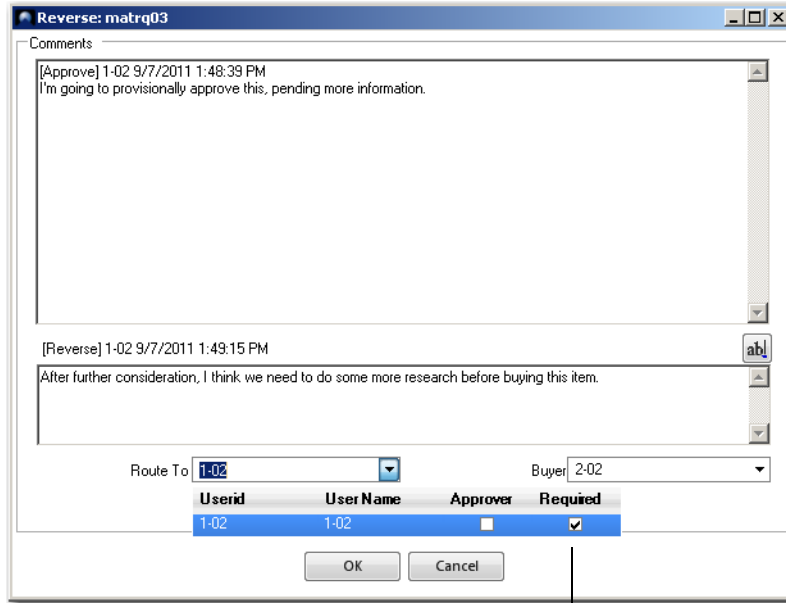 Reverse: matrq03
Comments
[Approve] 1-02 9/7/2011 1:48:39 PM
I'm going to provisionally approve this, pending more information.
[Reverse] 1-02 9/7/2011 1:49:15 PM
ab
After further consideration, I think we need to do some more research before buying this item.
Route To 1-02 Buyer 2-02
Userid User Name Approver Required
1-02 1-02
OK Cancel